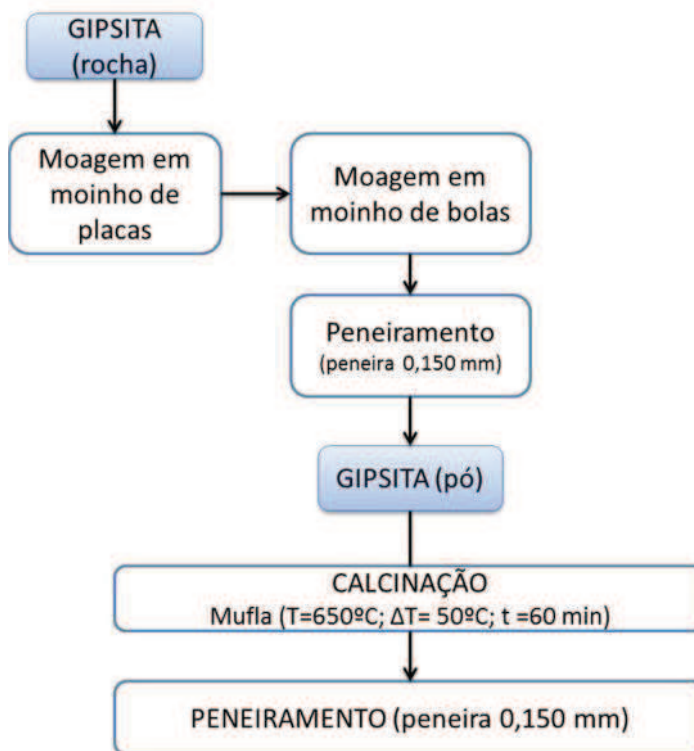 GIPSITA
(rocha)
Moagem em
moinho de
placas
Moagem em
moinho de bolas
Peneiramento
(peneira 0,150 mm)
GIPSITA (pó)
CALCINAÇÃO
Mufla (T=650ºC; ΔT= 50ºC; t =60 min)
PENEIRAMENTO (peneira 0,150 mm)